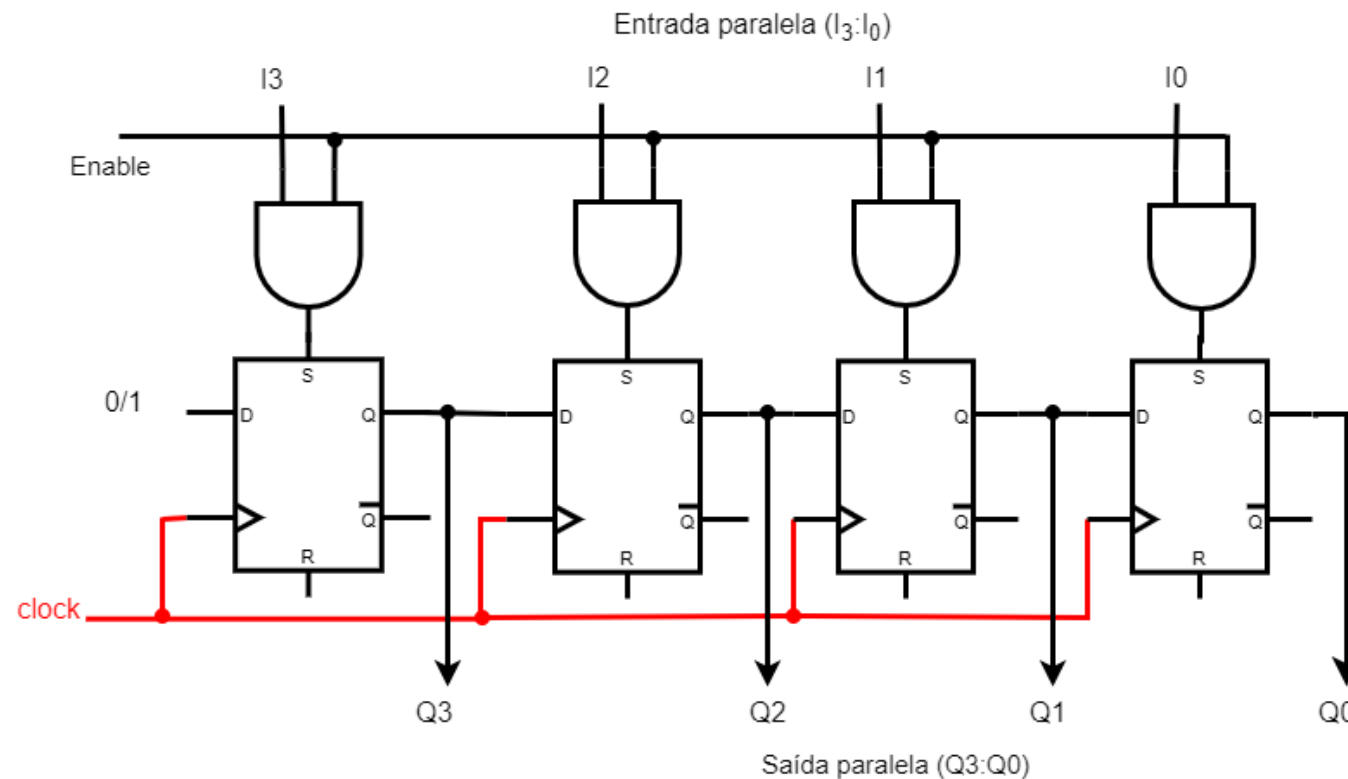 Entrada paralela (I₃:I₀)
I3
I2
I1
I0
Enable
S
S
S
S
0/1
D
Q
D
Q
D
Q
D
Q
Q
Q
Q
Q
R
R
R
R
clock
Q3
Q2
Q1
Q0
Saída paralela (Q3:Q0)